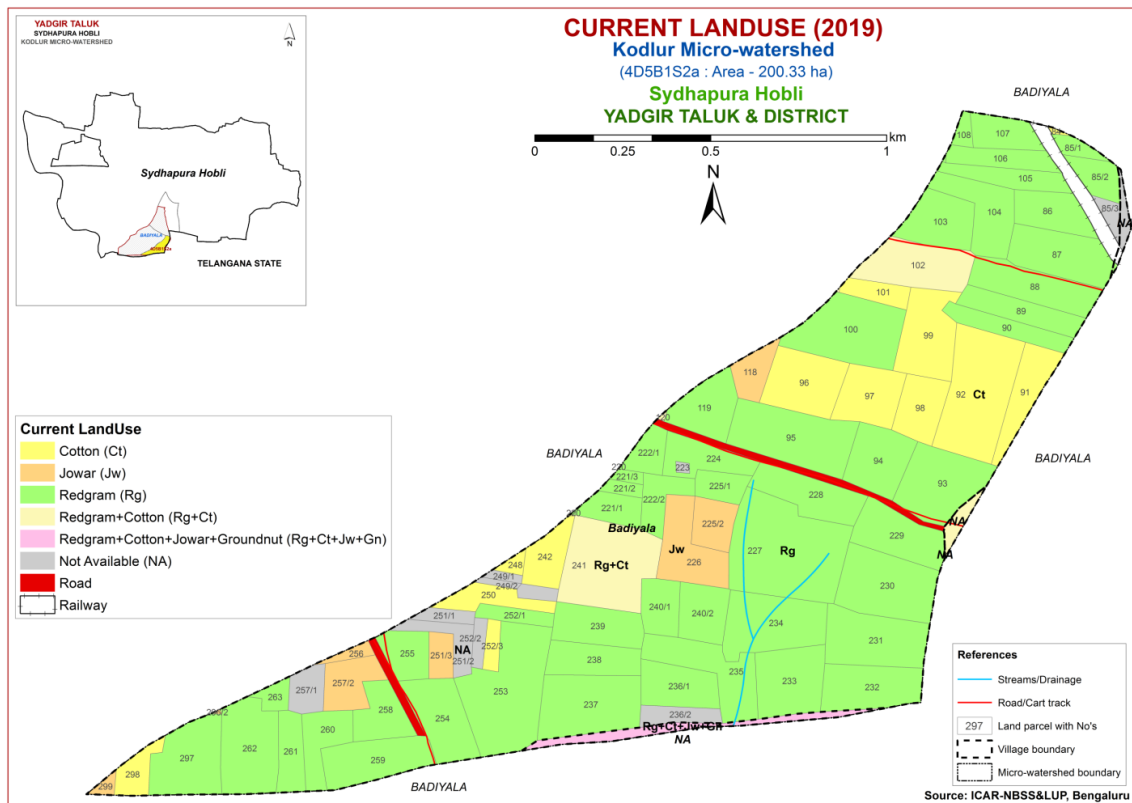 YADGIR TALUK
SYDHAPURA HOBLI
KODLUR MICRO-WATERSHED
N
Sydhapura Hobli
BADIYALA
4D5B1S2a
TELANGANA STATE
CURRENT LANDUSE (2019)
Kodlur Micro-watershed
(4D5B1S2a : Area - 200.33 ha)
Sydhapura Hobli
YADGIR TALUK & DISTRICT
km
0 0.25 0.5 1
N
BADIYALA
108
107
85/1
106
85/2
105
85/3
NA
103
104
86
87
102
88
101
89
90
99
100
118
96
97
98
92
Ct
91
119
120
95
94
93
BADIYALA
BADIYALA
222/1
224
223
220
221/3
221/2
225/1
228
222/2
221/1
NA
229
NA
Badiyala
225/2
227
Rg
Jw
226
230
248
242
241
Rg+Ct
249/1
249/2
250
240/1
240/2
251/1
252/1
239
234
231
252/2
252/3
NA
251/2
251/3
238
255
256
257/2
257/1
253
236/1
235
233
232
263
258
254
237
236/2
Rg+Ct+Jw+Gn
NA
260
262
261
259
297
298
299
BADIYALA
Current LandUse
Cotton (Ct)
Jowar (Jw)
Redgram (Rg)
Redgram+Cotton (Rg+Ct)
Redgram+Cotton+Jowar+Groundnut (Rg+Ct+Jw+Gn)
Not Available (NA)
Road
Railway
References
Streams/Drainage
Road/Cart track
297 Land parcel with No's
Village boundary
Micro-watershed boundary
Source: ICAR-NBSS&LUP, Bengaluru